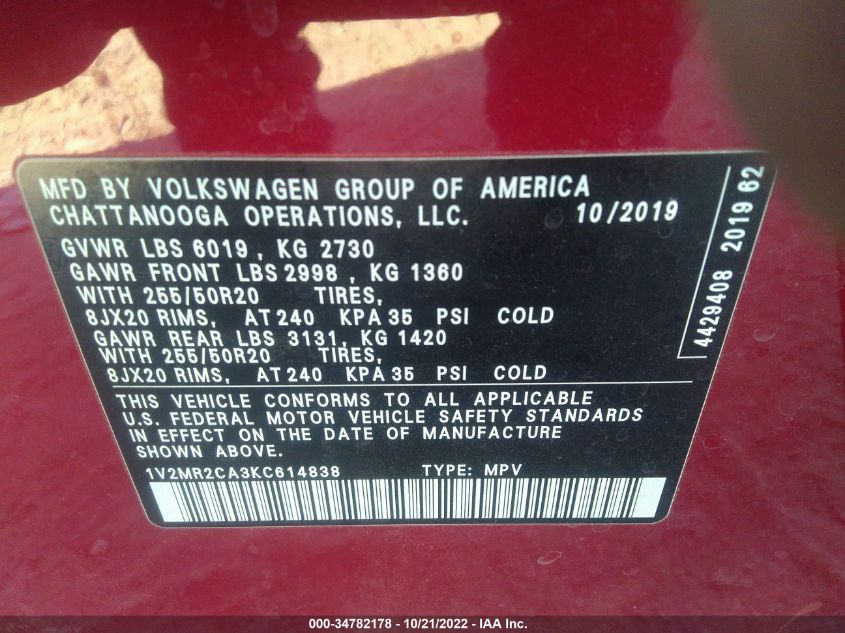 MFD BY VOLKSWAGEN GROUP OF AMERICA
CHATTANOOGA OPERATIONS, LLC. 10/2019
GVWR LBS 6019 , KG 2730
GAWR FRONT LBS 2998 , KG 1360
WITH 255/50R20 TIRES,
8JX20 RIMS, AT 240 KPA 35 PSI COLD
GAWR REAR LBS 3131, KG 1420
WITH 255/50R20 TIRES,
8JX20 RIMS, AT 240 KPA 35 PSI COLD
THIS VEHICLE CONFORMS TO ALL APPLICABLE
U.S. FEDERAL MOTOR VEHICLE SAFETY STANDARDS
IN EFFECT ON THE DATE OF MANUFACTURE
SHOWN ABOVE.
1V2MR2CA3KC614838 TYPE: MPV
4429408 2019 62
000-34782178 - 10/21/2022 - IAA Inc.